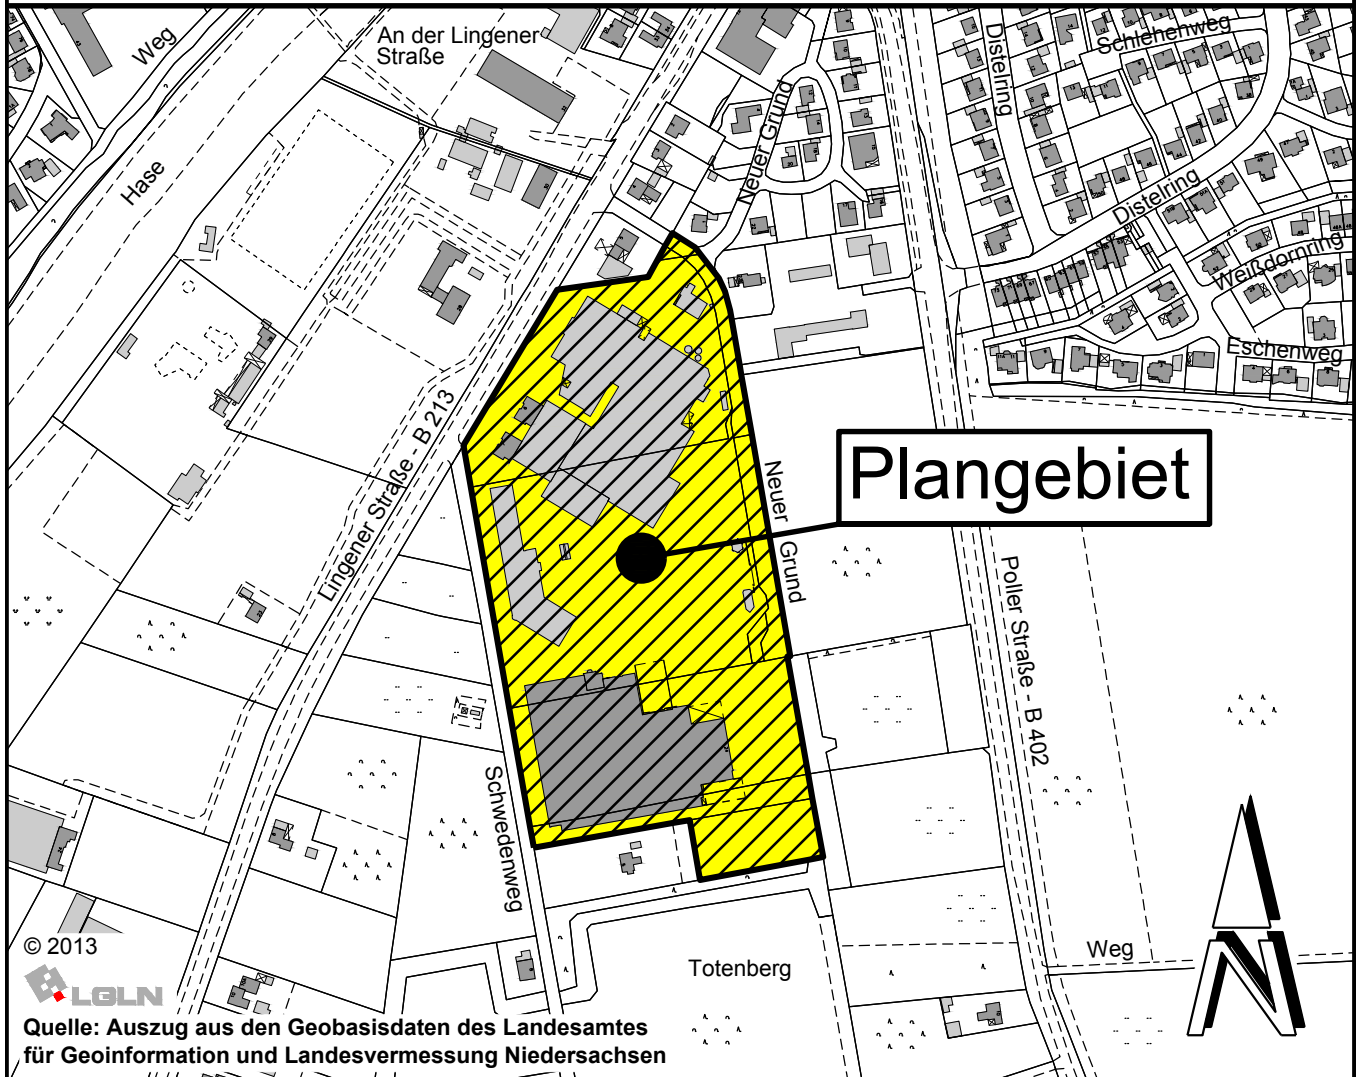 Weg
An der Lingener
Straße
Hase
Neuer Grund
Distelring
Schlehenweg
Distelring
Weißdornring
Eschenweg
Lingener Straße - B 213
Plangebiet
Neuer Grund
Poller Straße - B 402
Schwedenweg
Totenberg
Weg
N
© 2013
LGLN
Quelle: Auszug aus den Geobasisdaten des Landesamtes
für Geoinformation und Landesvermessung Niedersachsen